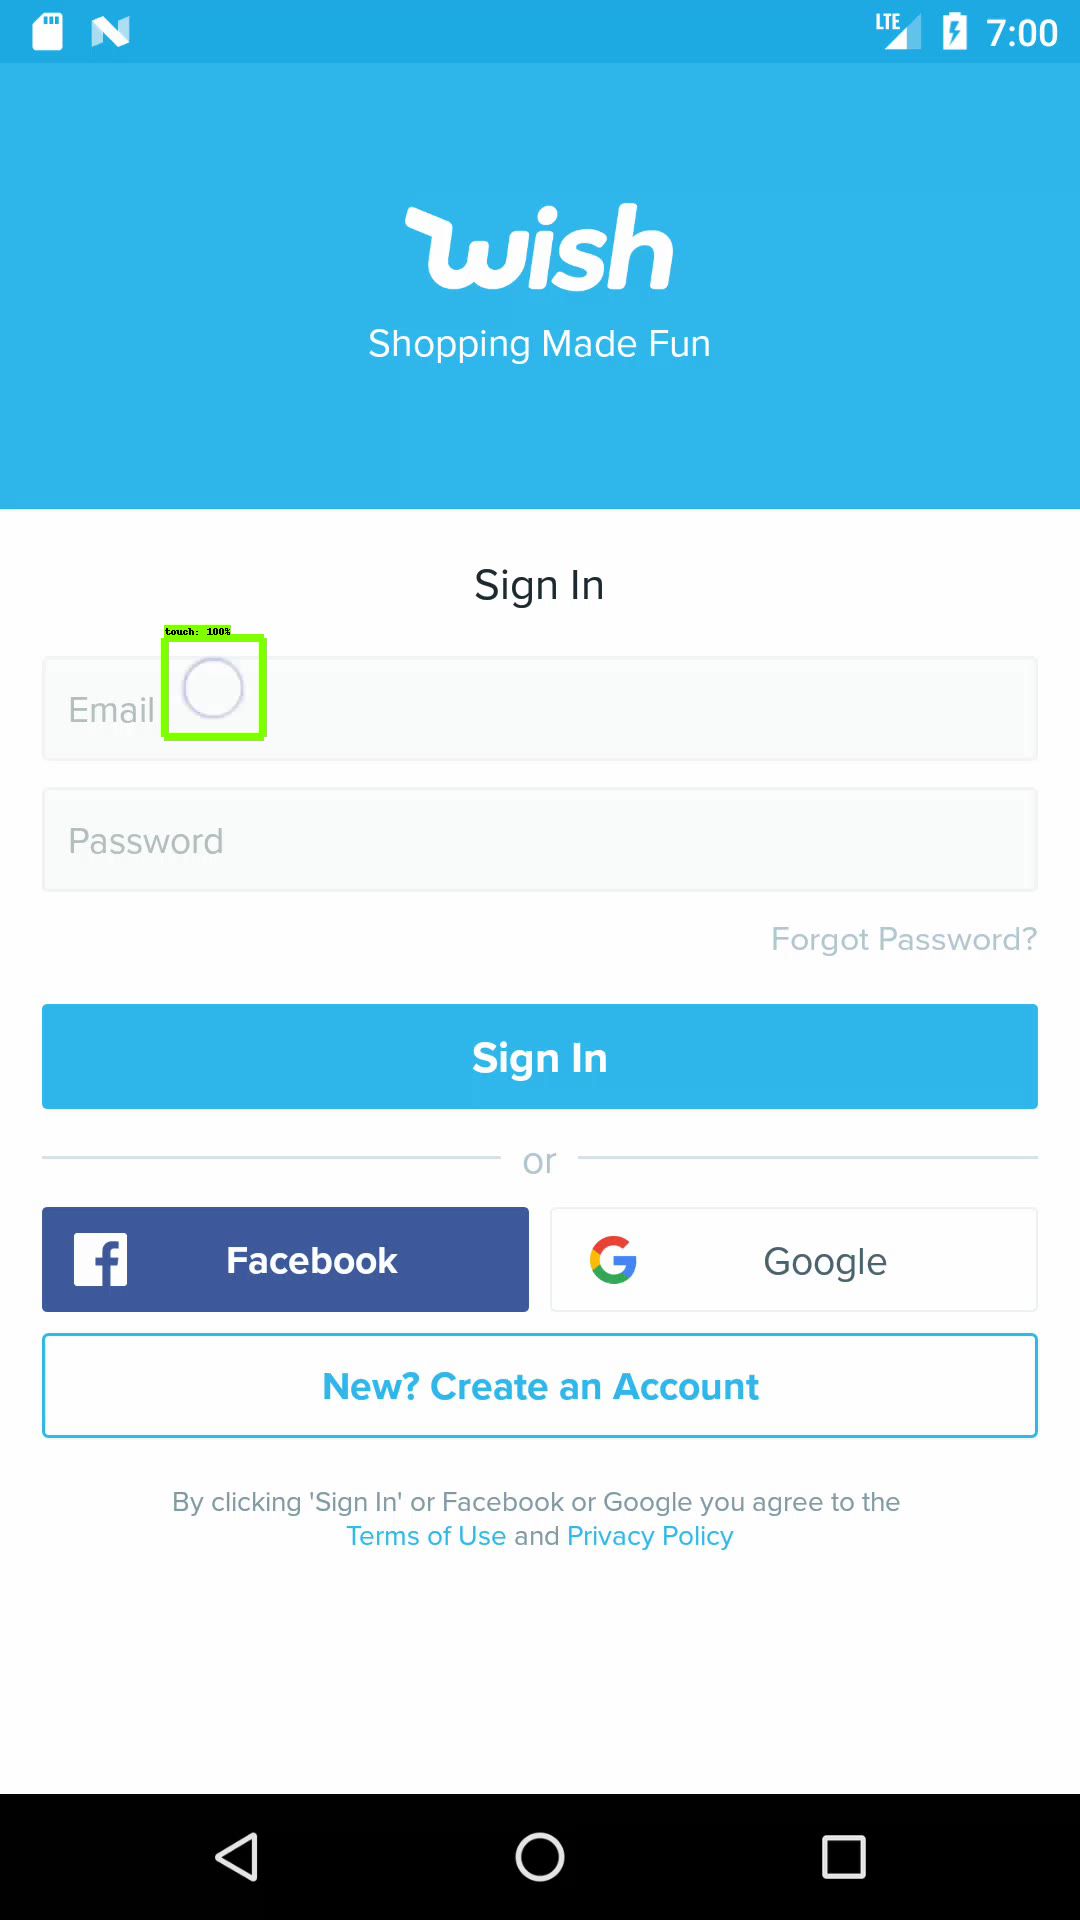 LTE 7:00
wish
Shopping Made Fun
Sign In
touch: 100%
Email
Password
Forgot Password?
Sign In
or
Facebook
Google
New? Create an Account
By clicking 'Sign In' or Facebook or Google you agree to the
Terms of Use and Privacy Policy